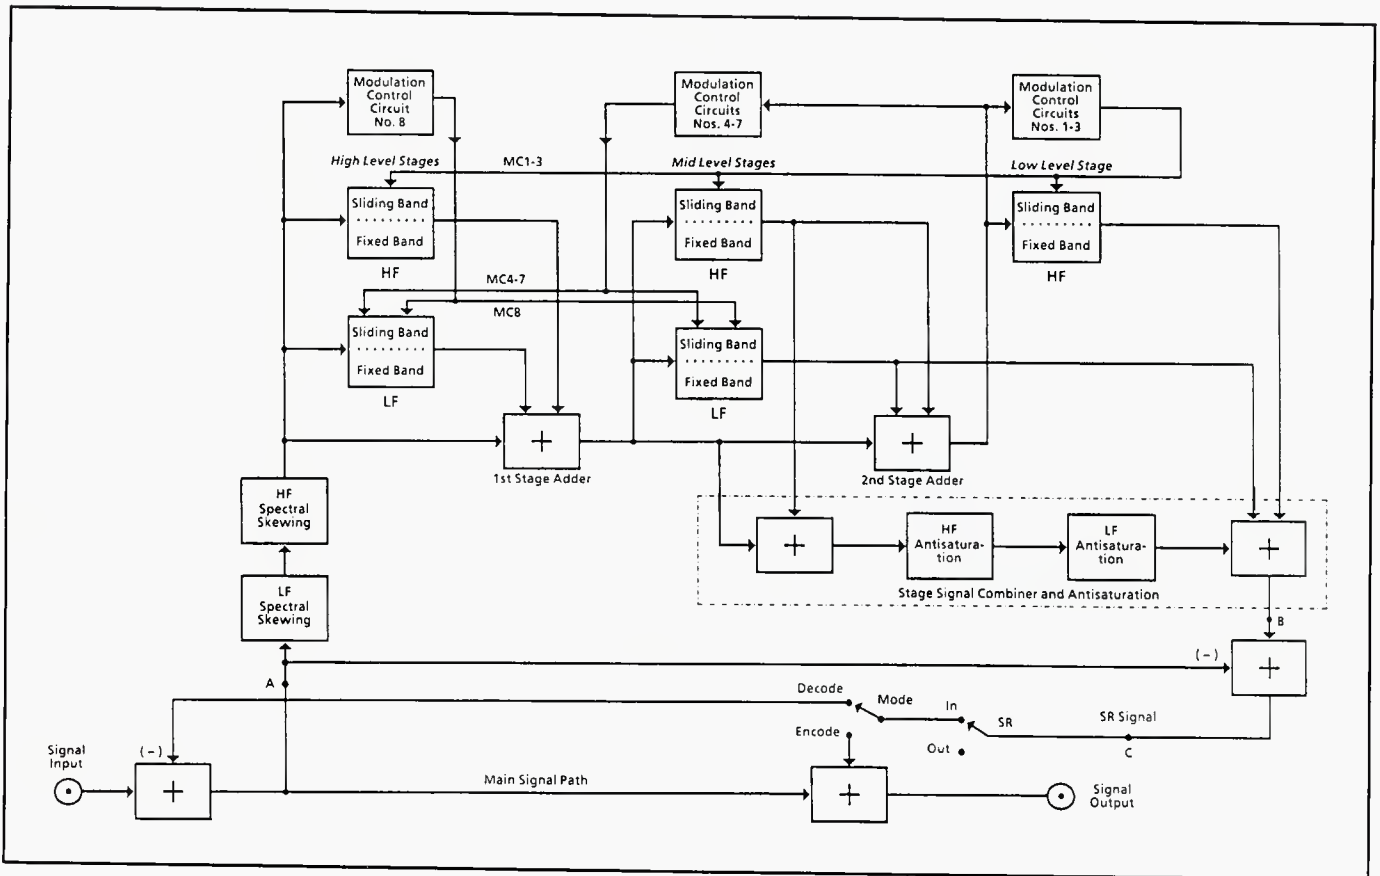 Modulation
Control
Circuit
No. 8
Modulation
Control
Circuits
Nos. 4-7
Modulation
Control
Circuits
Nos. 1-3
High Level Stages
MC1-3
Mid Level Stages
Low Level Stage
Sliding Band
Fixed Band
HF
Sliding Band
Fixed Band
HF
Sliding Band
Fixed Band
HF
MC4-7
MC8
Sliding Band
Fixed Band
LF
Sliding Band
Fixed Band
LF
+
1st Stage Adder
+
2nd Stage Adder
HF
Spectral
Skewing
LF
Spectral
Skewing
+
HF
Antisatura-
tion
LF
Antisatura-
tion
+
Stage Signal Combiner and Antisaturation
B
(-)
+
A
Decode
Mode
In
SR
SR Signal
C
Encode
Out
Signal
Input
(-)
+
Main Signal Path
+
Signal
Output